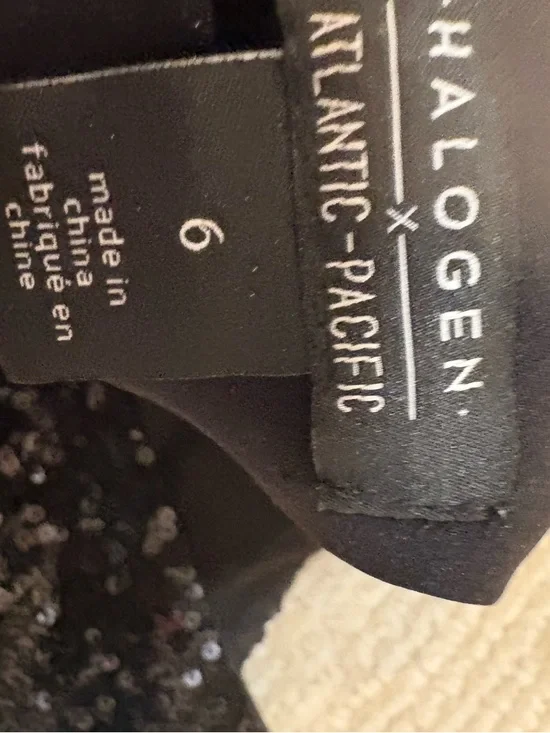 HALOGEN
x
ATLANTIC-PACIFIC
6
made in
china
fabriqué en
chine